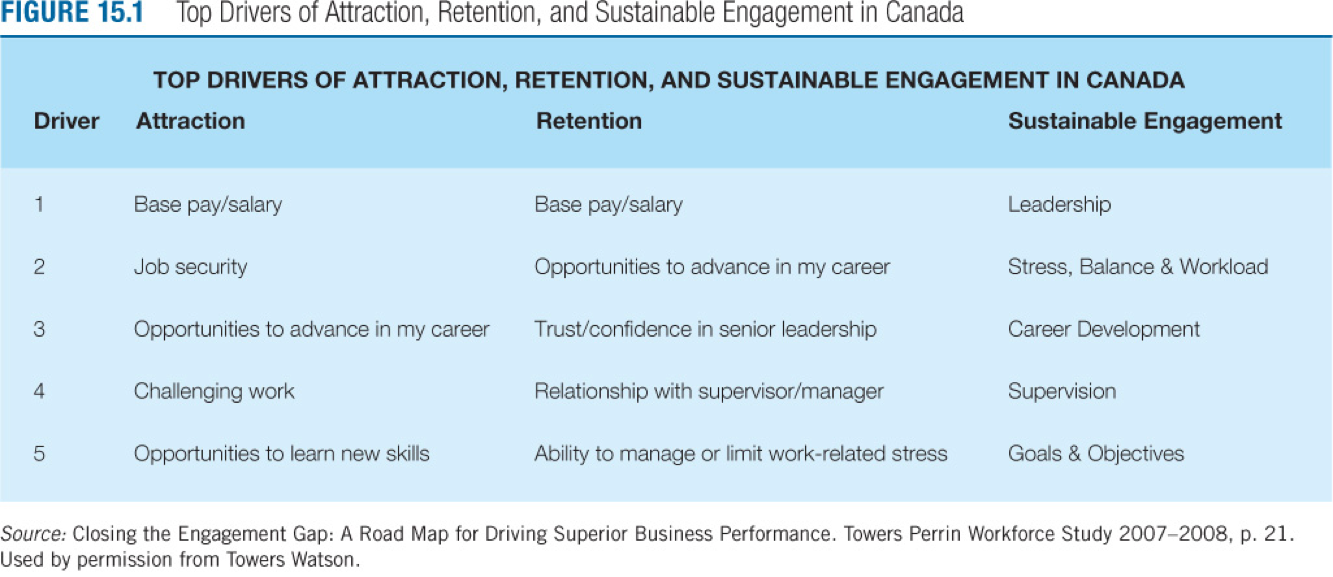 FIGURE 15.1 Top Drivers of Attraction, Retention, and Sustainable Engagement in Canada
TOP DRIVERS OF ATTRACTION, RETENTION, AND SUSTAINABLE ENGAGEMENT IN CANADA
Driver Attraction Retention Sustainable Engagement
1 Base pay/salary Base pay/salary Leadership
2 Job security Opportunities to advance in my career Stress, Balance & Workload
3 Opportunities to advance in my career Trust/confidence in senior leadership Career Development
4 Challenging work Relationship with supervisor/manager Supervision
5 Opportunities to learn new skills Ability to manage or limit work-related stress Goals & Objectives
Source: Closing the Engagement Gap: A Road Map for Driving Superior Business Performance. Towers Perrin Workforce Study 2007–2008, p. 21.
Used by permission from Towers Watson.